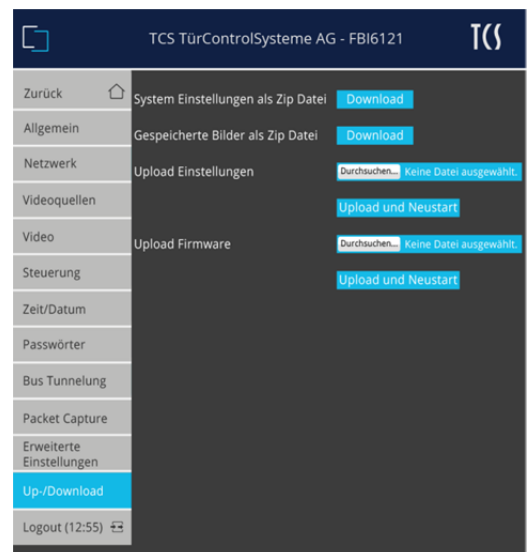 TCS TürControlSysteme AG - FBI6121
TCS
Zurück
System Einstellungen als Zip Datei Download
Allgemein
Gespeicherte Bilder als Zip Datei Download
Netzwerk
Upload Einstellungen Durchsuchen... Keine Datei ausgewählt.
Videoquellen
Upload und Neustart
Video
Upload Firmware Durchsuchen... Keine Datei ausgewählt.
Steuerung
Upload und Neustart
Zeit/Datum
Passwörter
Bus Tunnelung
Packet Capture
Erweiterte
Einstellungen
Up-/Download
Logout (12:55)